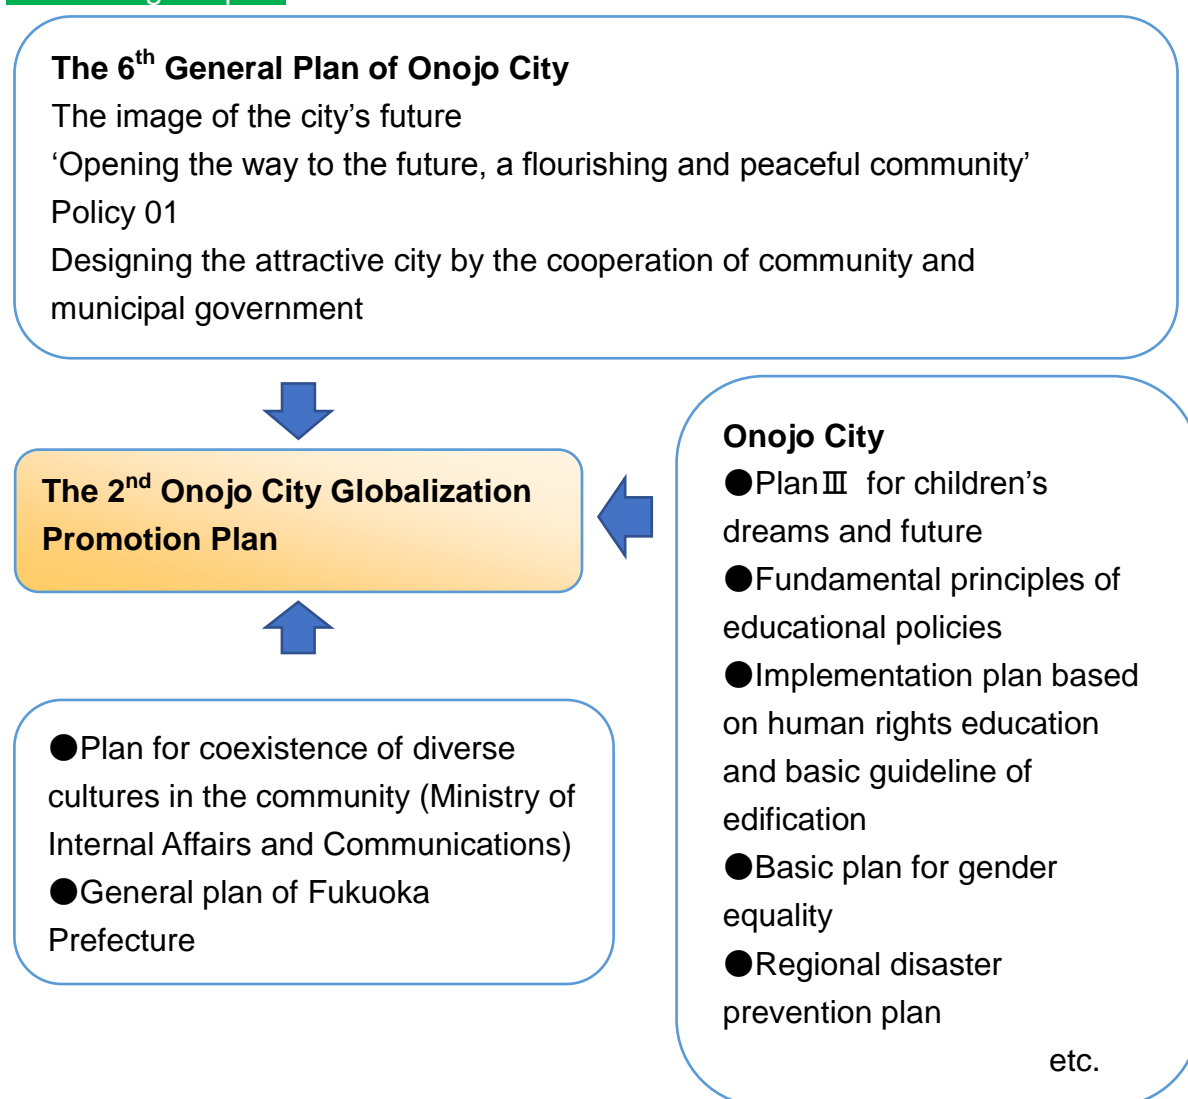 The 6th General Plan of Onojo City
The image of the city's future
‘Opening the way to the future, a flourishing and peaceful community’
Policy 01
Designing the attractive city by the cooperation of community and
municipal government
The 2nd Onojo City Globalization
Promotion Plan
●Plan for coexistence of diverse
cultures in the community (Ministry of
Internal Affairs and Communications)
●General plan of Fukuoka
Prefecture
Onojo City
●PlanⅢ for children's
dreams and future
●Fundamental principles of
educational policies
●Implementation plan based
on human rights education
and basic guideline of
edification
●Basic plan for gender
equality
●Regional disaster
prevention plan
etc.